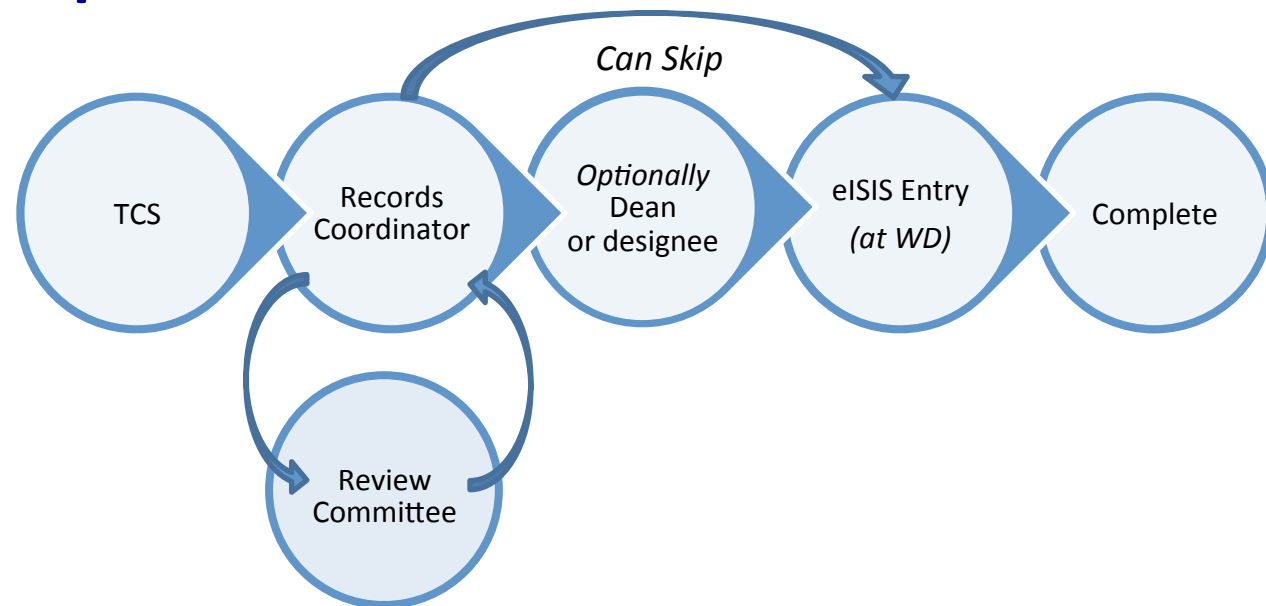 Can Skip
TCS
Records
Coordinator
Optionally
Dean
or designee
eISIS Entry
(at WD)
Complete
Review
Committee